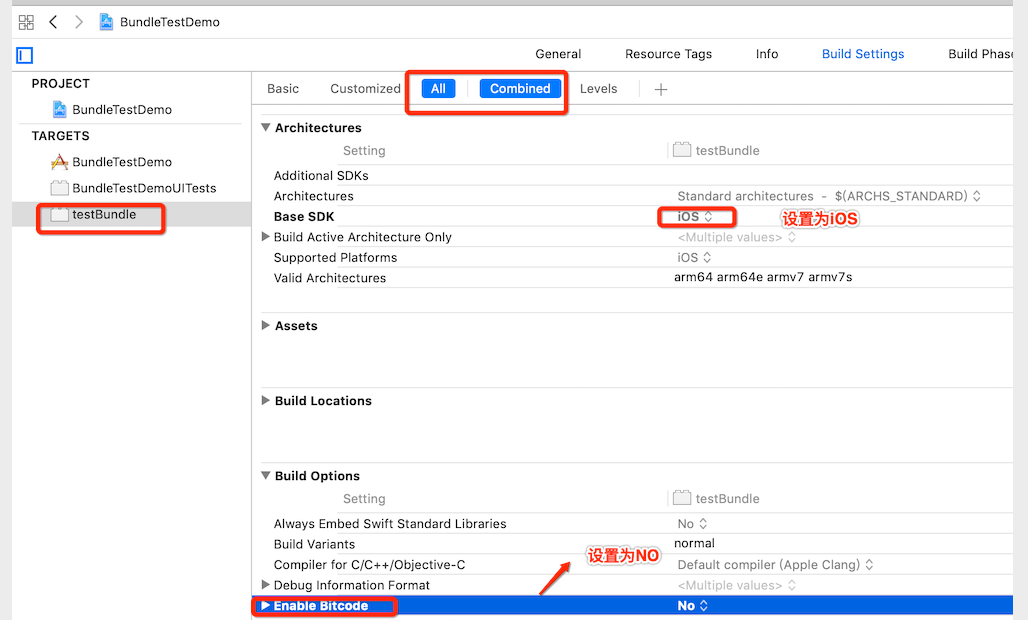 BundleTestDemo
General Resource Tags Info Build Settings Build Phase
PROJECT
BundleTestDemo
TARGETS
BundleTestDemo
BundleTestDemoUITests
testBundle
Basic Customized All Combined Levels
Architectures
Setting testBundle
Additional SDKs
Architectures Standard architectures - $(ARCHS_STANDARD)
Base SDK iOS 设置为iOS
Build Active Architecture Only <Multiple values>
Supported Platforms iOS
Valid Architectures arm64 arm64e armv7 armv7s
Assets
Build Locations
Build Options
Setting testBundle
Always Embed Swift Standard Libraries No
Build Variants normal
设置为NO
Compiler for C/C++/Objective-C Default compiler (Apple Clang)
Debug Information Format <Multiple values>
Enable Bitcode No